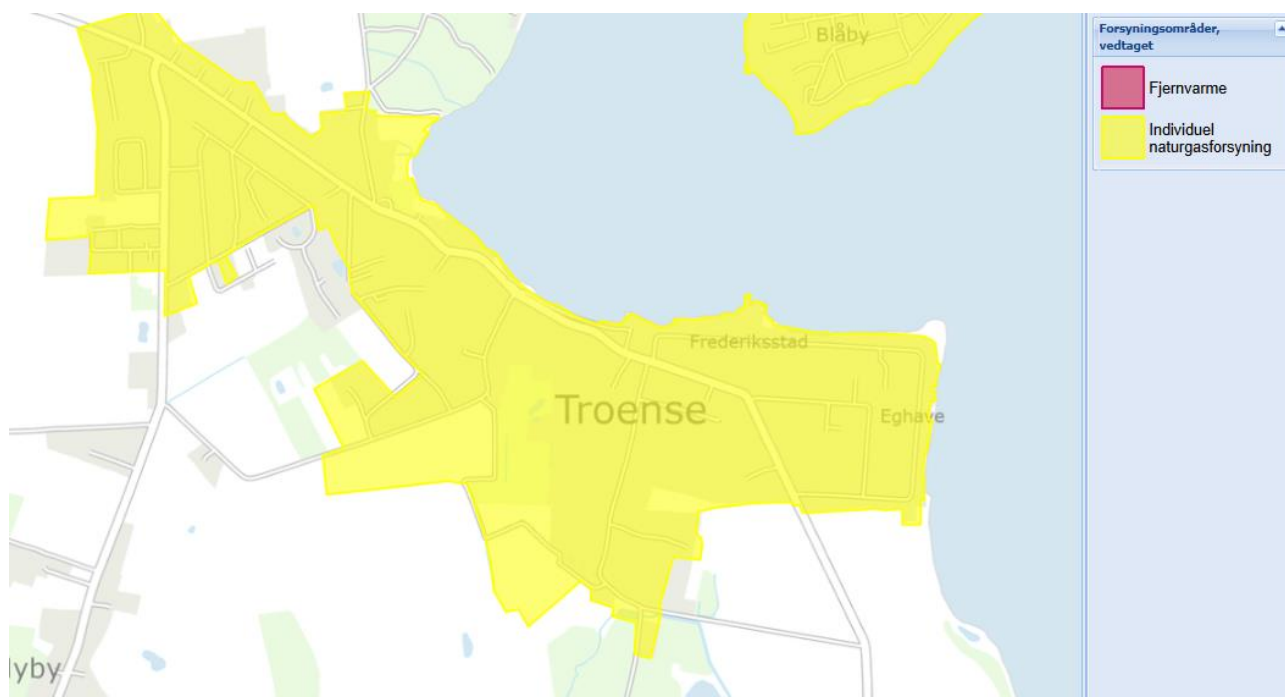 Blåby
Frederiksstad
Troense
Eghave
lyby
Forsyningsområder,
vedtaget
Fjernvarme
Individuel
naturgasforsyning